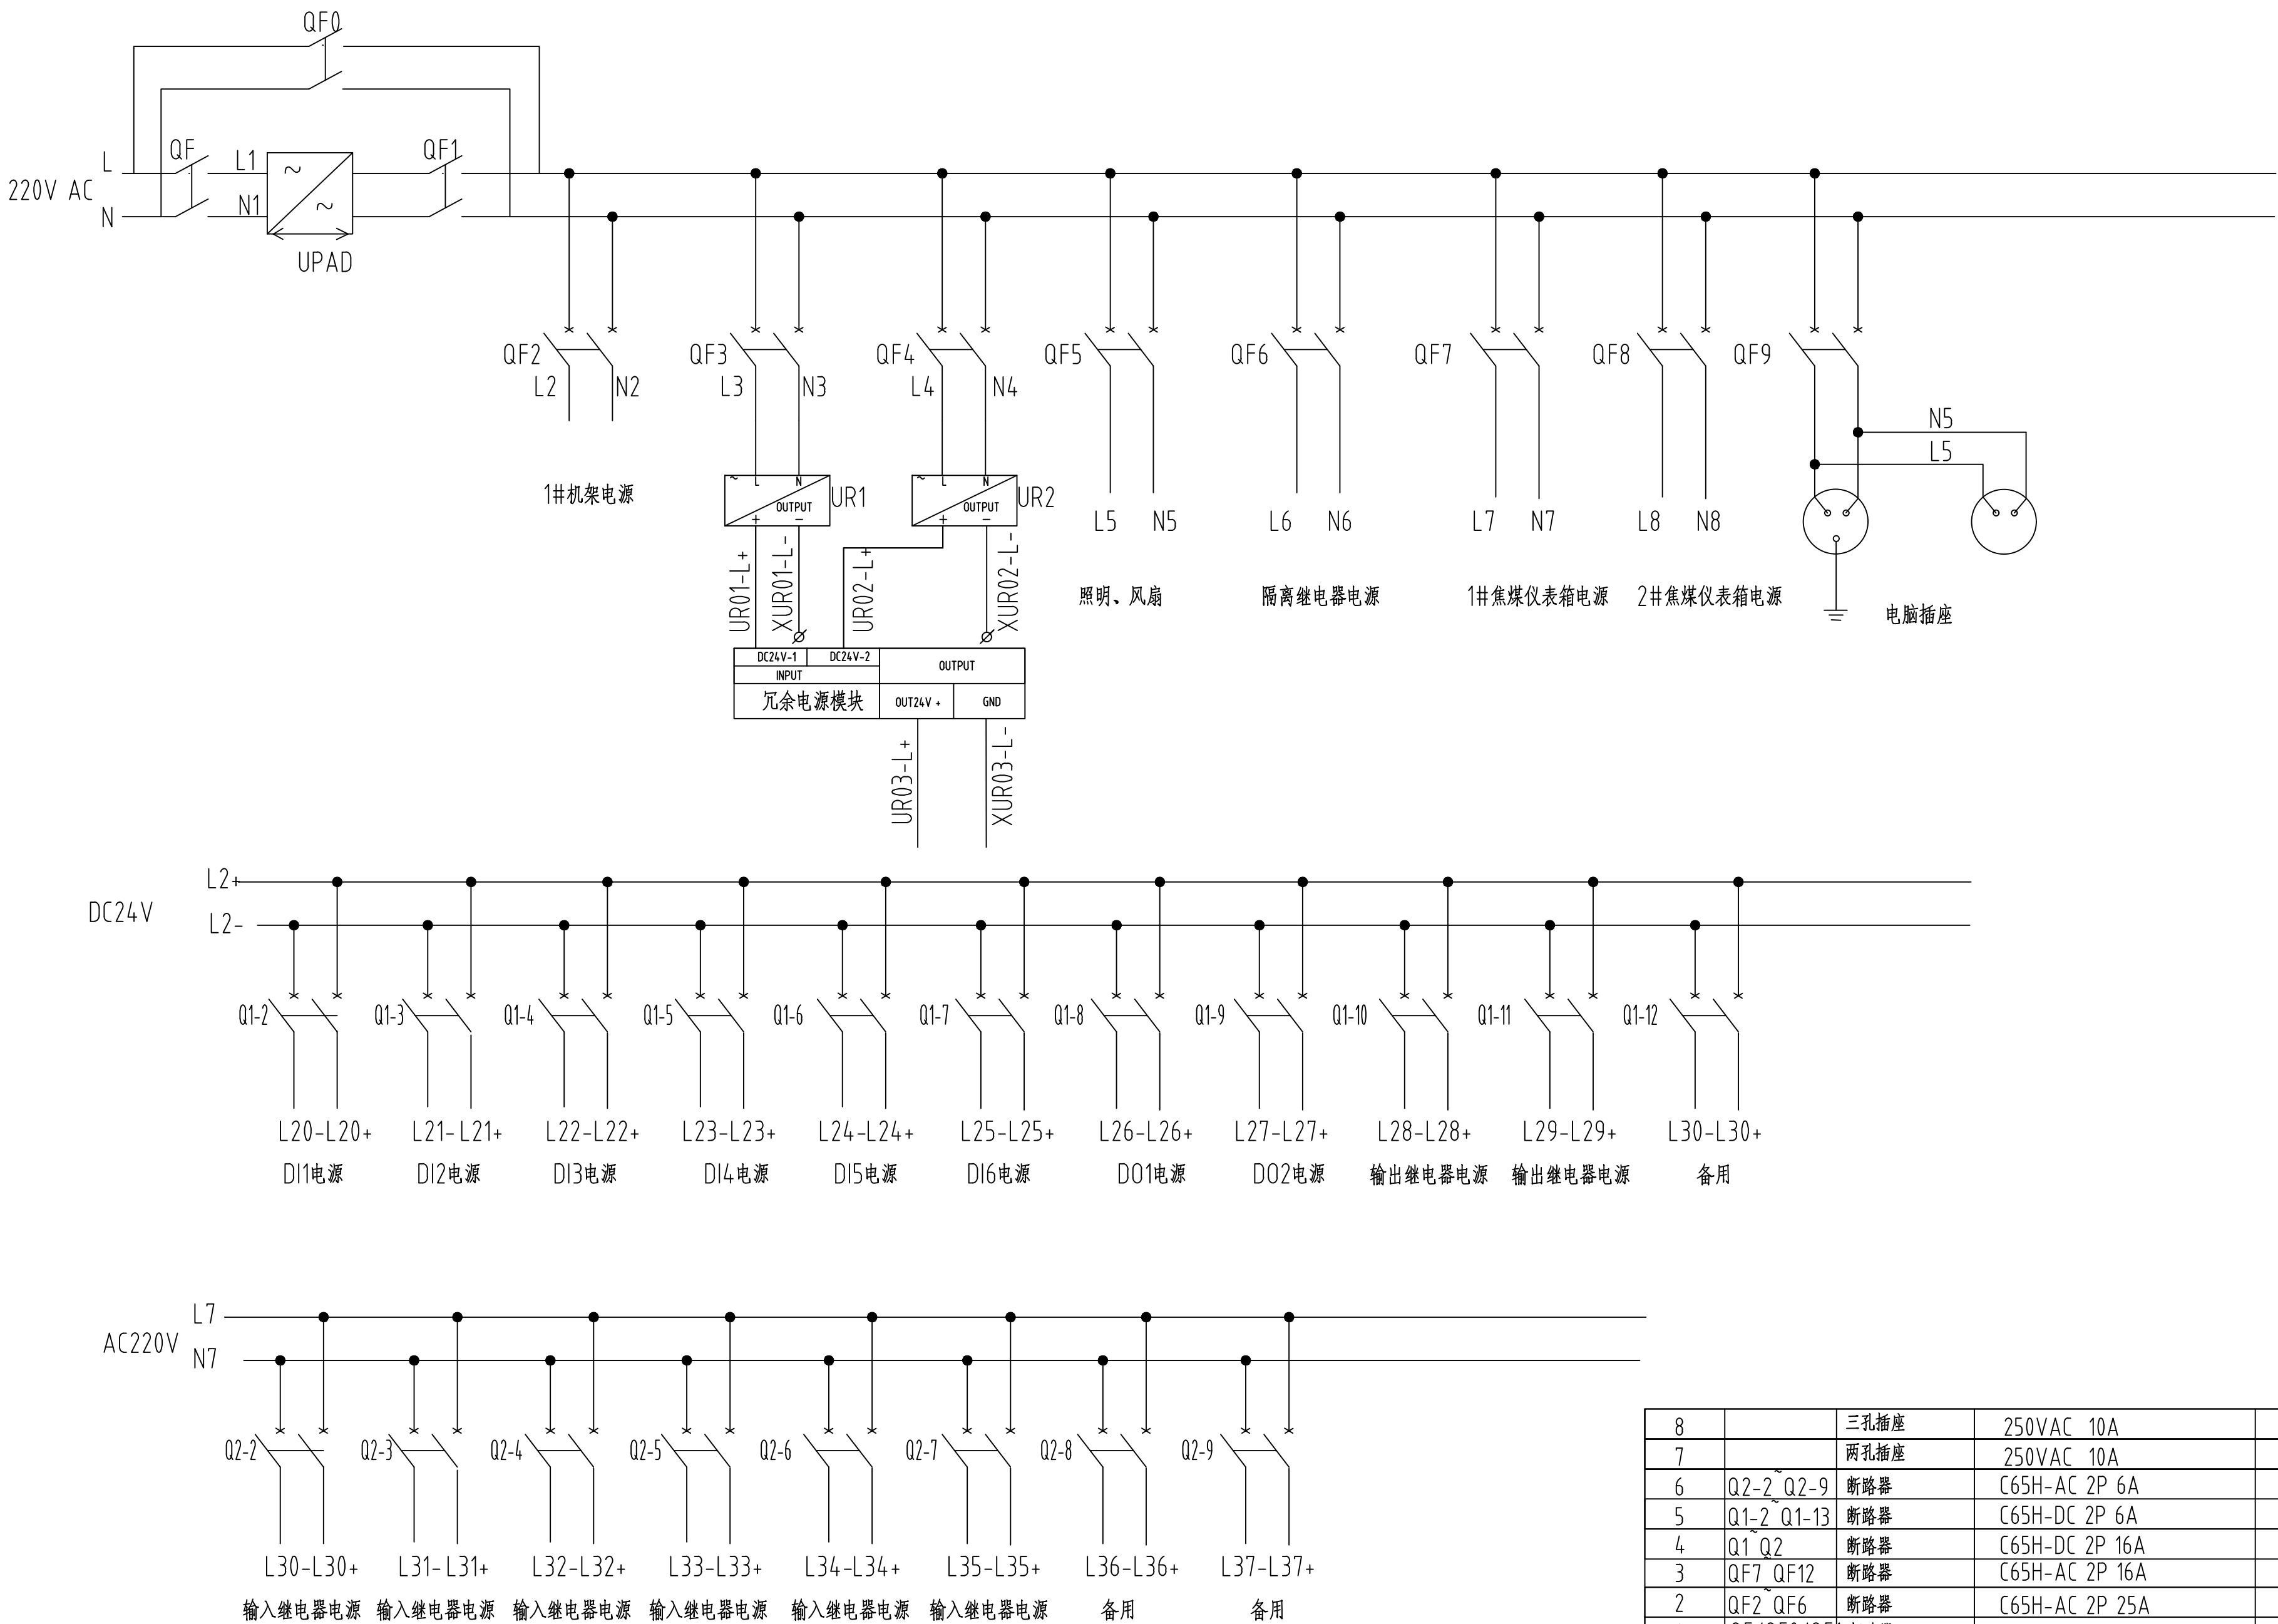 QF0
QF
L1
QF1
L
220V AC
N1
N
UPAD
QF2
QF3
QF4
QF5
QF6
QF7
QF8
QF9
L2
N2
L3
N3
L4
N4
N5
L5
1#机架电源
~
L
N
OUTPUT
+
-
UR1
~
L
N
OUTPUT
+
-
UR2
L5
N5
L6
N6
L7
N7
L8
N8
UR01-L+
XUR01-L-
UR02-L+
XUR02-L-
照明、风扇
隔离继电器电源
1#焦煤仪表箱电源
2#焦煤仪表箱电源
电脑插座
DC24V-1
DC24V-2
OUTPUT
INPUT
冗余电源模块
OUT24V +
GND
UR03-L+
XUR03-L-
L2+
DC24V
L2-
Q1-2
Q1-3
Q1-4
Q1-5
Q1-6
Q1-7
Q1-8
Q1-9
Q1-10
Q1-11
Q1-12
L20-L20+
L21-L21+
L22-L22+
L23-L23+
L24-L24+
L25-L25+
L26-L26+
L27-L27+
L28-L28+
L29-L29+
L30-L30+
DI1电源
DI2电源
DI3电源
DI4电源
DI5电源
DI6电源
DO1电源
DO2电源
输出继电器电源
输出继电器电源
备用
L7
AC220V
N7
Q2-2
Q2-3
Q2-4
Q2-5
Q2-6
Q2-7
Q2-8
Q2-9
L30-L30+
L31-L31+
L32-L32+
L33-L33+
L34-L34+
L35-L35+
L36-L36+
L37-L37+
输入继电器电源
输入继电器电源
输入继电器电源
输入继电器电源
输入继电器电源
输入继电器电源
备用
备用
8 三孔插座 250VAC 10A
7 两孔插座 250VAC 10A
6 Q2-2~Q2-9 断路器 C65H-AC 2P 6A
5 Q1-2~Q1-13 断路器 C65H-DC 2P 6A
4 Q1~Q2 断路器 C65H-DC 2P 16A
3 QF7~QF12 断路器 C65H-AC 2P 16A
2 QF2~QF6 断路器 C65H-AC 2P 25A